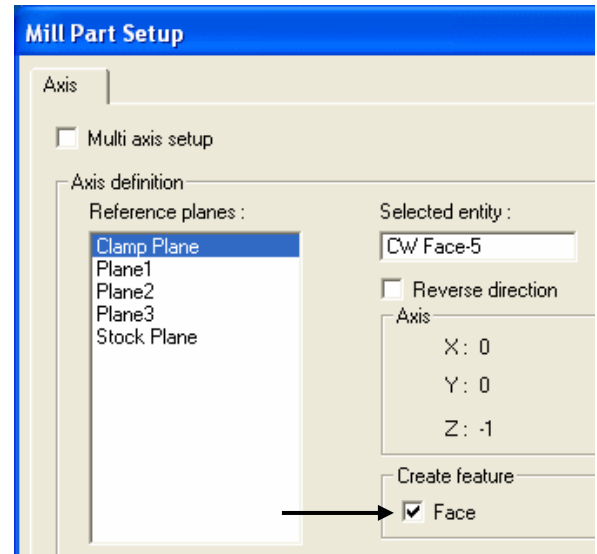 Mill Part Setup
Axis
Multi axis setup
Axis definition
Reference planes :
Clamp Plane
Plane1
Plane2
Plane3
Stock Plane
Selected entity :
CW Face-5
Reverse direction
Axis
X: 0
Y: 0
Z: -1
Create feature
Face